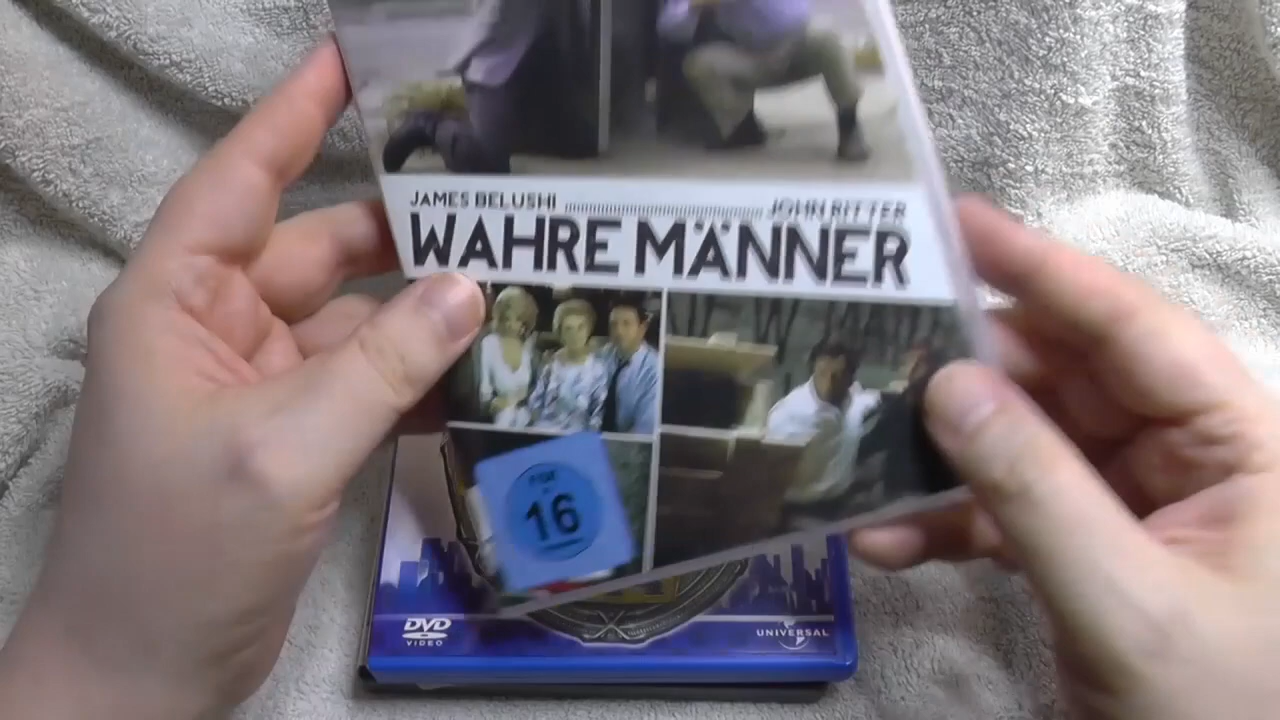 JAMES BELUSHI JOHN RITTER
WAHRE MÄNNER
FSK
16
DVD
VIDEO
UNIVERSAL